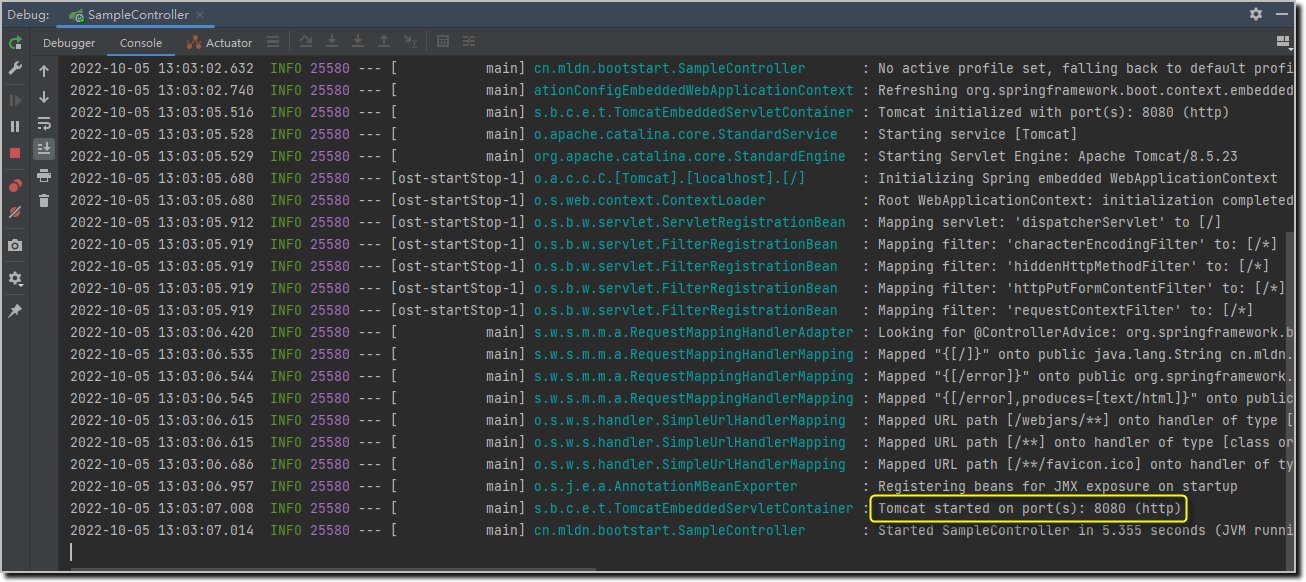 Debug: SampleController
Debugger Console Actuator
2022-10-05 13:03:02.632 INFO 25580 --- [ main] cn.mldn.bootstart.SampleController : No active profile set, falling back to default profi
2022-10-05 13:03:02.740 INFO 25580 --- [ main] ationConfigEmbeddedWebApplicationContext : Refreshing org.springframework.boot.context.embedded
2022-10-05 13:03:05.516 INFO 25580 --- [ main] s.b.c.e.t.TomcatEmbeddedServletContainer : Tomcat initialized with port(s): 8080 (http)
2022-10-05 13:03:05.528 INFO 25580 --- [ main] o.apache.catalina.core.StandardService : Starting service [Tomcat]
2022-10-05 13:03:05.529 INFO 25580 --- [ main] org.apache.catalina.core.StandardEngine : Starting Servlet Engine: Apache Tomcat/8.5.23
2022-10-05 13:03:05.680 INFO 25580 --- [ost-startStop-1] o.a.c.c.C.[Tomcat].[localhost].[/] : Initializing Spring embedded WebApplicationContext
2022-10-05 13:03:05.680 INFO 25580 --- [ost-startStop-1] o.s.web.context.ContextLoader : Root WebApplicationContext: initialization completed
2022-10-05 13:03:05.912 INFO 25580 --- [ost-startStop-1] o.s.b.w.servlet.ServletRegistrationBean : Mapping servlet: 'dispatcherServlet' to [/]
2022-10-05 13:03:05.919 INFO 25580 --- [ost-startStop-1] o.s.b.w.servlet.FilterRegistrationBean : Mapping filter: 'characterEncodingFilter' to: [/*]
2022-10-05 13:03:05.919 INFO 25580 --- [ost-startStop-1] o.s.b.w.servlet.FilterRegistrationBean : Mapping filter: 'hiddenHttpMethodFilter' to: [/*]
2022-10-05 13:03:05.919 INFO 25580 --- [ost-startStop-1] o.s.b.w.servlet.FilterRegistrationBean : Mapping filter: 'httpPutFormContentFilter' to: [/*]
2022-10-05 13:03:05.919 INFO 25580 --- [ost-startStop-1] o.s.b.w.servlet.FilterRegistrationBean : Mapping filter: 'requestContextFilter' to: [/*]
2022-10-05 13:03:06.420 INFO 25580 --- [ main] s.w.s.m.m.a.RequestMappingHandlerAdapter : Looking for @ControllerAdvice: org.springframework.b
2022-10-05 13:03:06.535 INFO 25580 --- [ main] s.w.s.m.m.a.RequestMappingHandlerMapping : Mapped "{[/]}" onto public java.lang.String cn.mldn.
2022-10-05 13:03:06.544 INFO 25580 --- [ main] s.w.s.m.m.a.RequestMappingHandlerMapping : Mapped "{[/error]}" onto public org.springframework.
2022-10-05 13:03:06.545 INFO 25580 --- [ main] s.w.s.m.m.a.RequestMappingHandlerMapping : Mapped "{[/error],produces=[text/html]}" onto public
2022-10-05 13:03:06.615 INFO 25580 --- [ main] o.s.w.s.handler.SimpleUrlHandlerMapping : Mapped URL path [/webjars/**] onto handler of type [
2022-10-05 13:03:06.615 INFO 25580 --- [ main] o.s.w.s.handler.SimpleUrlHandlerMapping : Mapped URL path [/**] onto handler of type [class or
2022-10-05 13:03:06.686 INFO 25580 --- [ main] o.s.w.s.handler.SimpleUrlHandlerMapping : Mapped URL path [/**/favicon.ico] onto handler of ty
2022-10-05 13:03:06.957 INFO 25580 --- [ main] o.s.j.e.a.AnnotationMBeanExporter : Registering beans for JMX exposure on startup
2022-10-05 13:03:07.008 INFO 25580 --- [ main] s.b.c.e.t.TomcatEmbeddedServletContainer : Tomcat started on port(s): 8080 (http)
2022-10-05 13:03:07.014 INFO 25580 --- [ main] cn.mldn.bootstart.SampleController : Started SampleController in 5.355 seconds (JVM runni